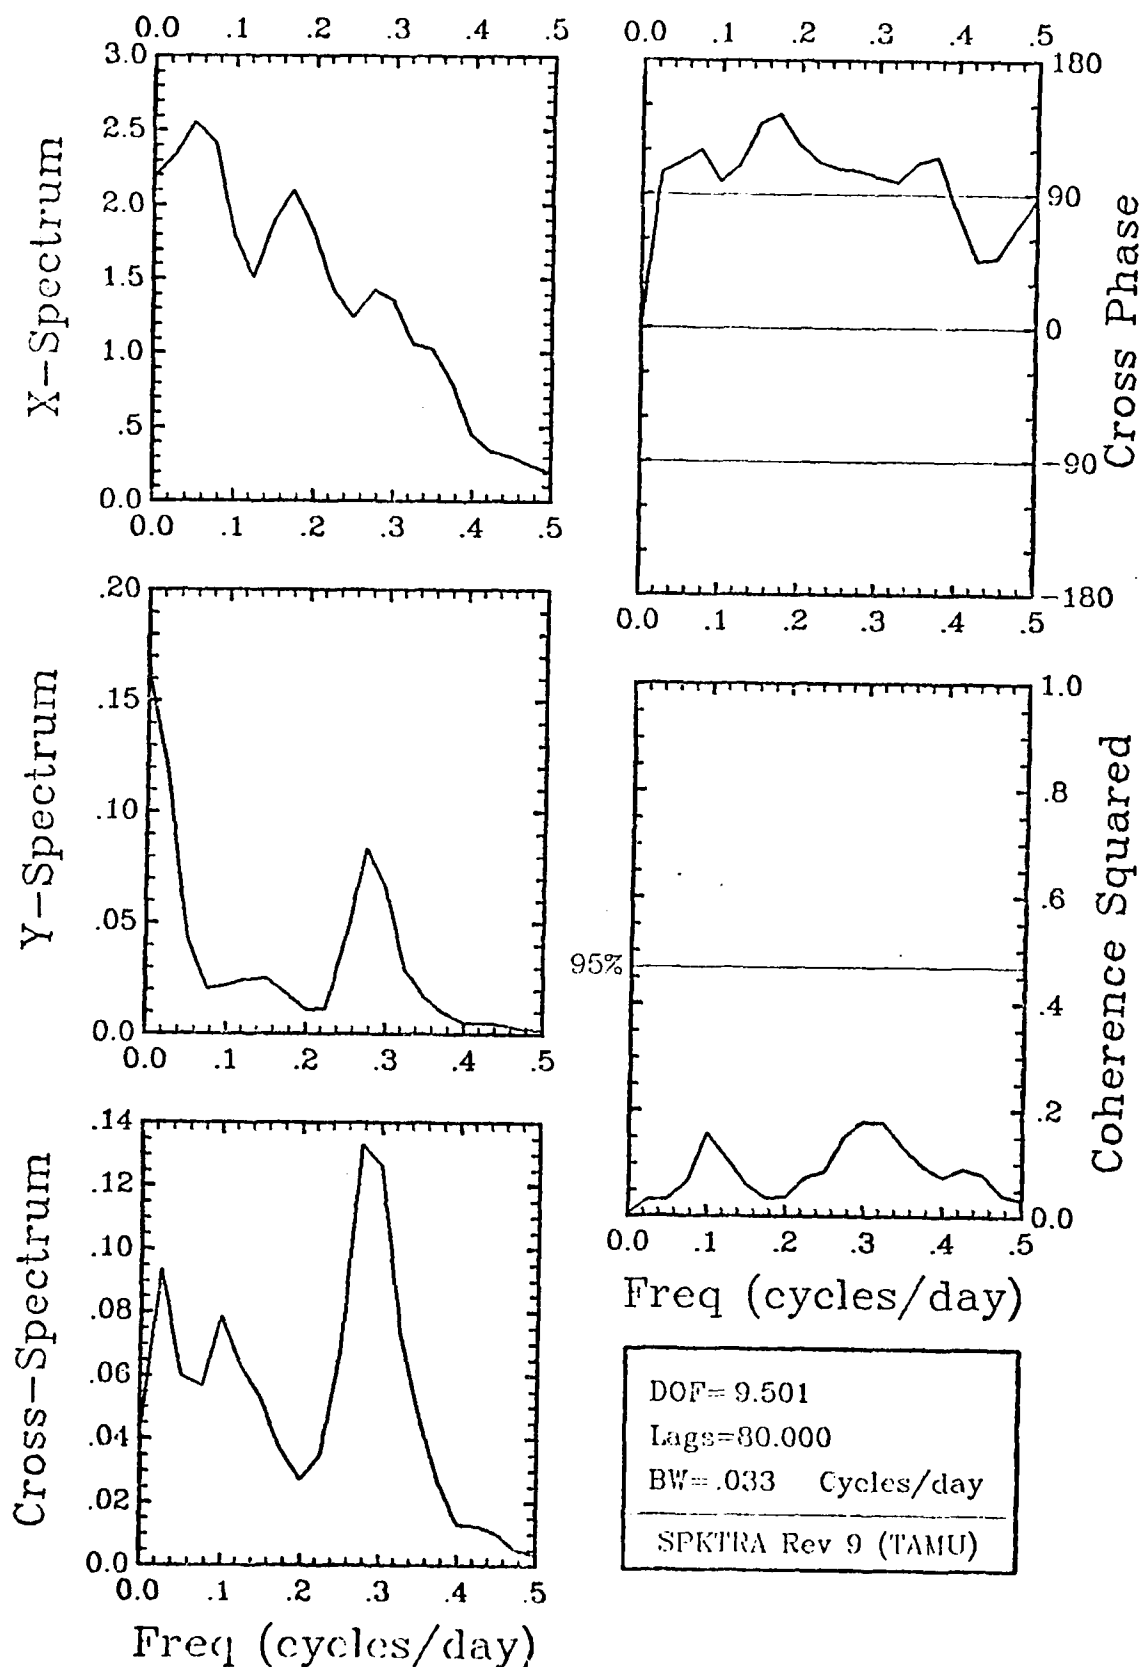 0.0 .1 .2 .3 .4 .5
3.0
2.5
2.0
1.5
1.0
.5
0.0
X-Spectrum
0.0 .1 .2 .3 .4 .5
0.0 .1 .2 .3 .4 .5
180
90
0
-90
-180
Cross Phase
0.0 .1 .2 .3 .4 .5
.20
.15
.10
.05
0.0
Y-Spectrum
0.0 .1 .2 .3 .4 .5
1.0
.8
.6
.4
.2
0.0
95%
Coherence Squared
0.0 .1 .2 .3 .4 .5
Freq (cycles/day)
.14
.12
.10
.08
.06
.04
.02
0.0
Cross-Spectrum
0.0 .1 .2 .3 .4 .5
Freq (cycles/day)
DOF= 9.501
Lags=80.000
BW= .033 Cycles/day
SPKTRA Rev 9 (TAMU)